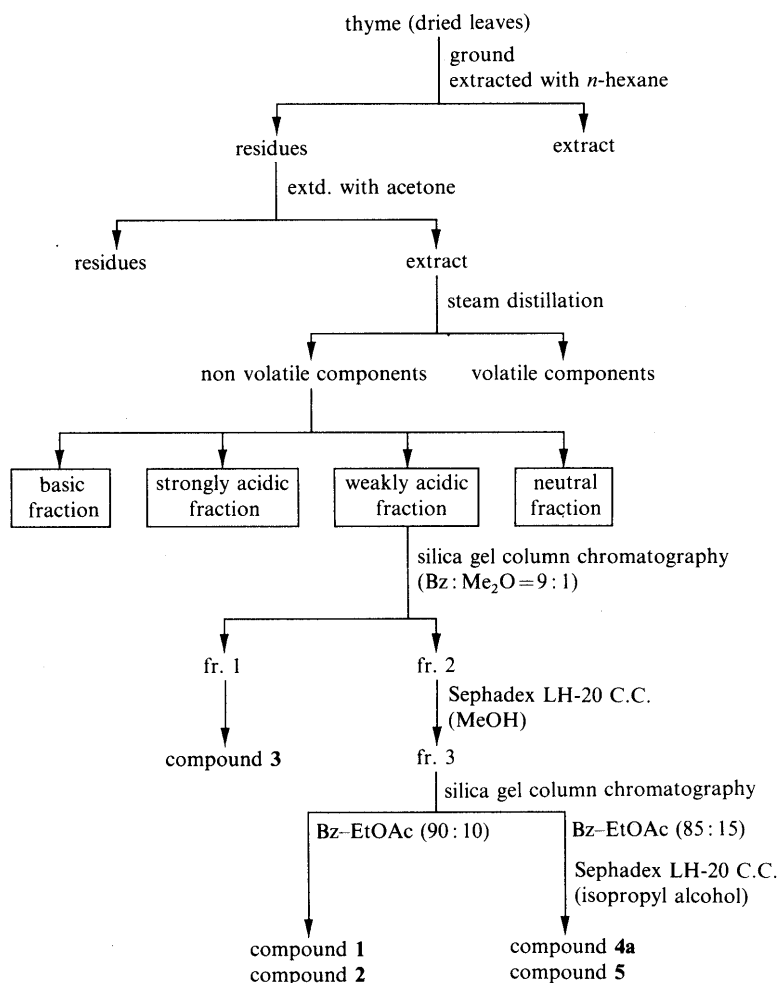 thyme (dried leaves)
ground
extracted with n-hexane
residues
extract
extd. with acetone
residues
extract
steam distillation
non volatile components
volatile components
basic
fraction
strongly acidic
fraction
weakly acidic
fraction
neutral
fraction
silica gel column chromatography
(Bz : Me₂O = 9 : 1)
fr. 1
fr. 2
Sephadex LH-20 C.C.
(MeOH)
compound 3
fr. 3
silica gel column chromatography
Bz–EtOAc (90 : 10)
Bz–EtOAc (85 : 15)
Sephadex LH-20 C.C.
(isopropyl alcohol)
compound 1
compound 2
compound 4a
compound 5